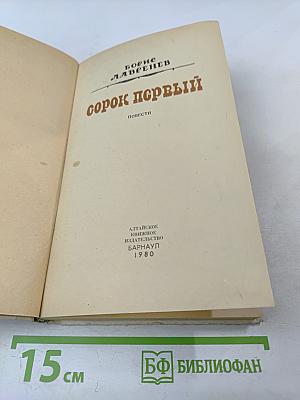 БОРИС
ЛАВРЕНЕВ
СОРОК ПЕРВЫЙ
ПОВЕСТИ
АЛТАЙСКОЕ
КНИЖНОЕ
ИЗДАТЕЛЬСТВО
БАРНАУЛ
1980
15 см
БФ БИБЛИОФАН